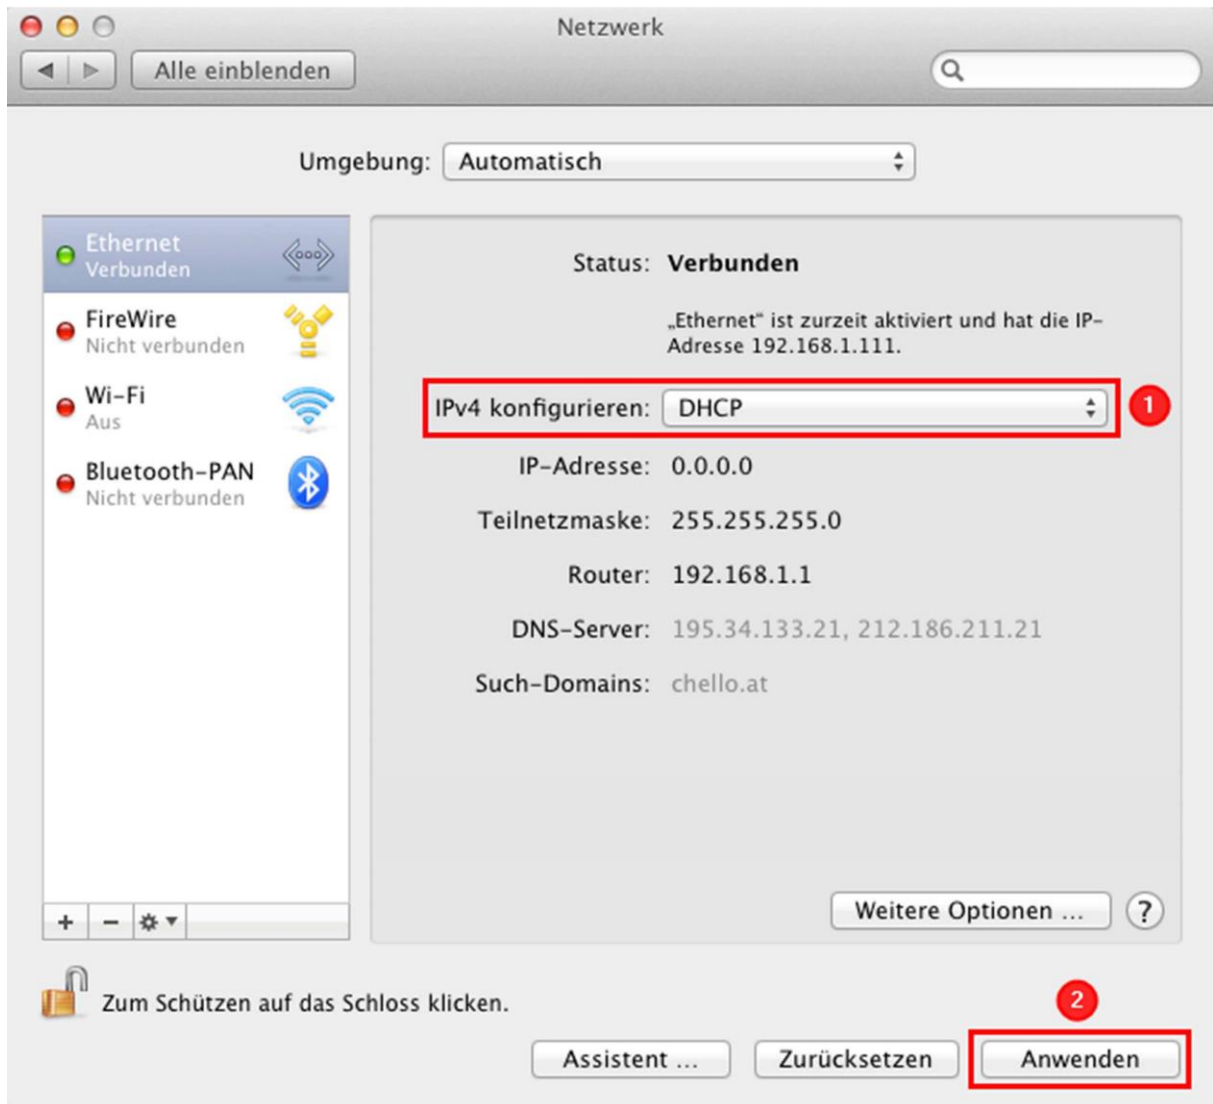 Netzwerk
Alle einblenden
Umgebung: Automatisch
Ethernet
Verbunden
FireWire
Nicht verbunden
Wi-Fi
Aus
Bluetooth-PAN
Nicht verbunden
Status: Verbunden
„Ethernet“ ist zurzeit aktiviert und hat die IP-
Adresse 192.168.1.111.
IPv4 konfigurieren: DHCP 1
IP-Adresse: 0.0.0.0
Teilnetzmaske: 255.255.255.0
Router: 192.168.1.1
DNS-Server: 195.34.133.21, 212.186.211.21
Such-Domains: chello.at
Weitere Optionen ... ?
+ −
Zum Schützen auf das Schloss klicken.
2
Assistent ... Zurücksetzen Anwenden